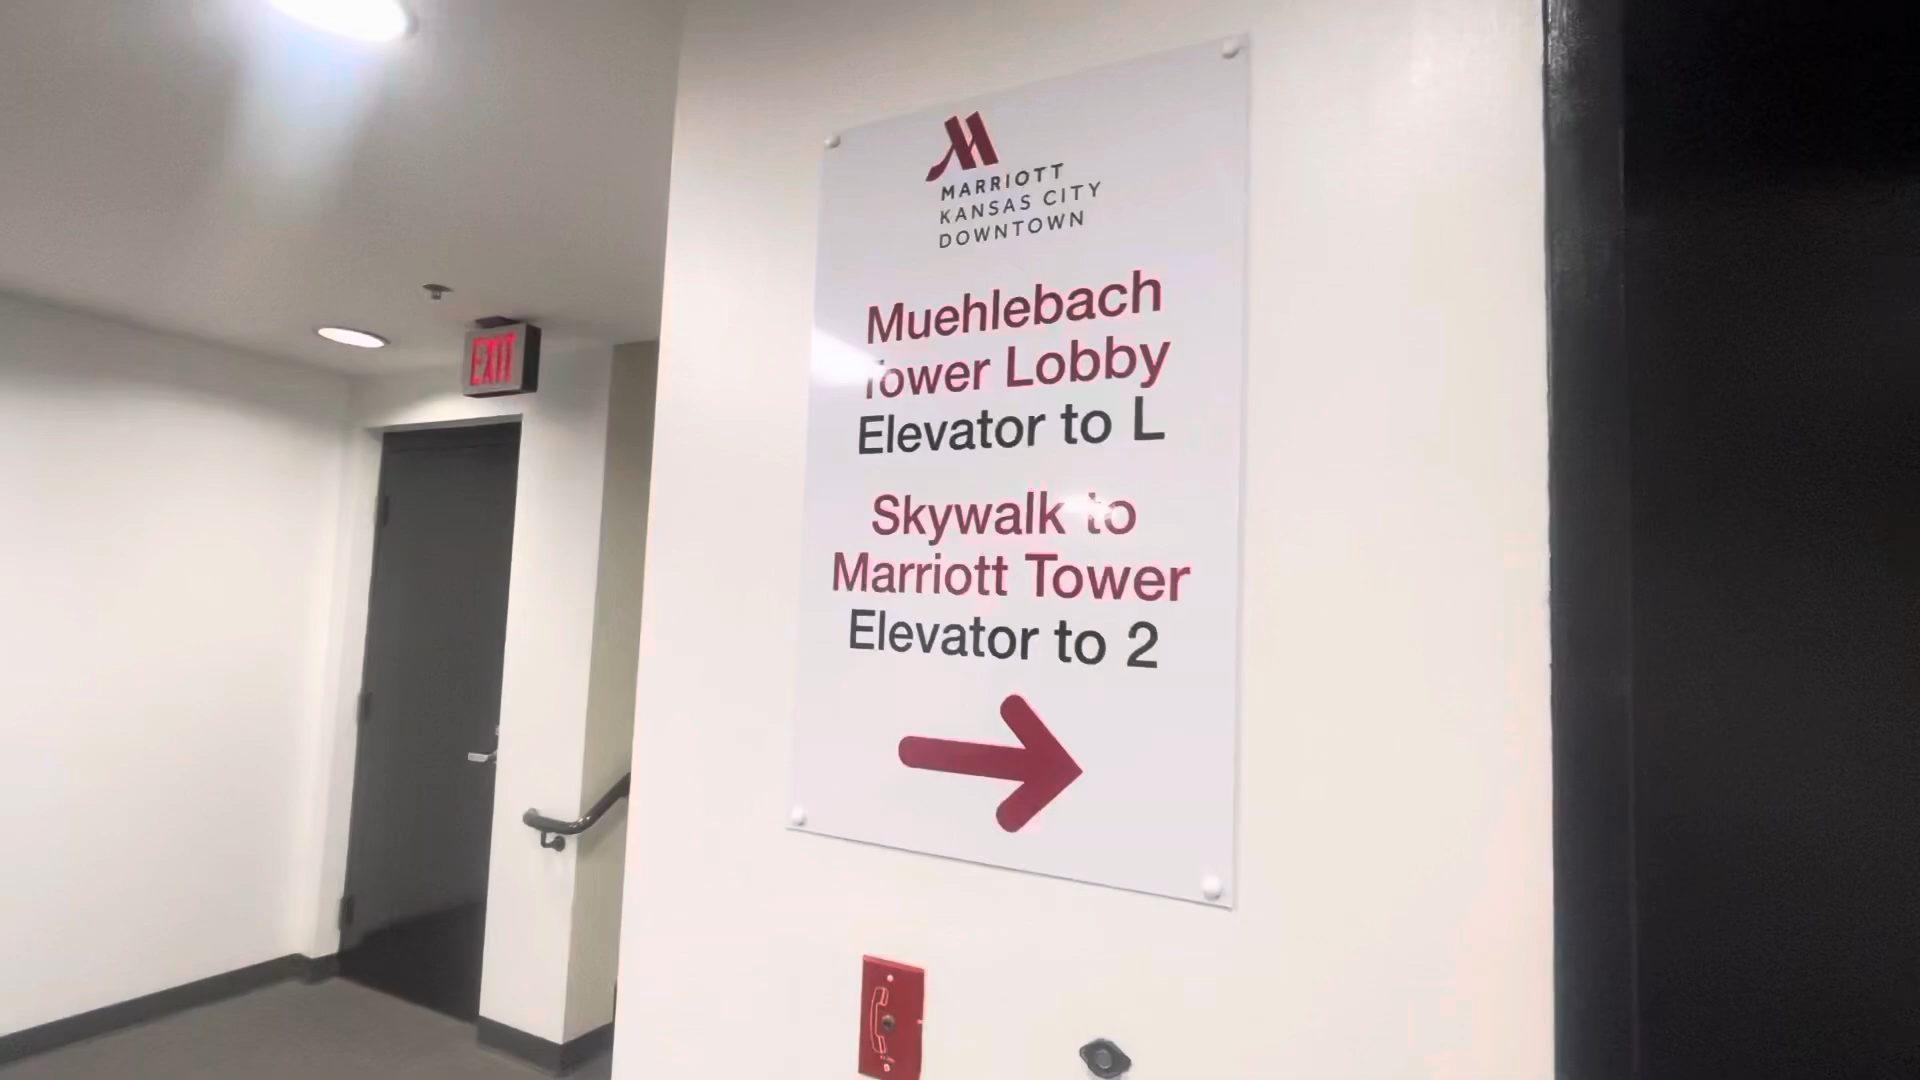 MARRIOTT
KANSAS CITY
DOWNTOWN
Muehlebach
Tower Lobby
Elevator to L
Skywalk to
Marriott Tower
Elevator to 2
EXIT